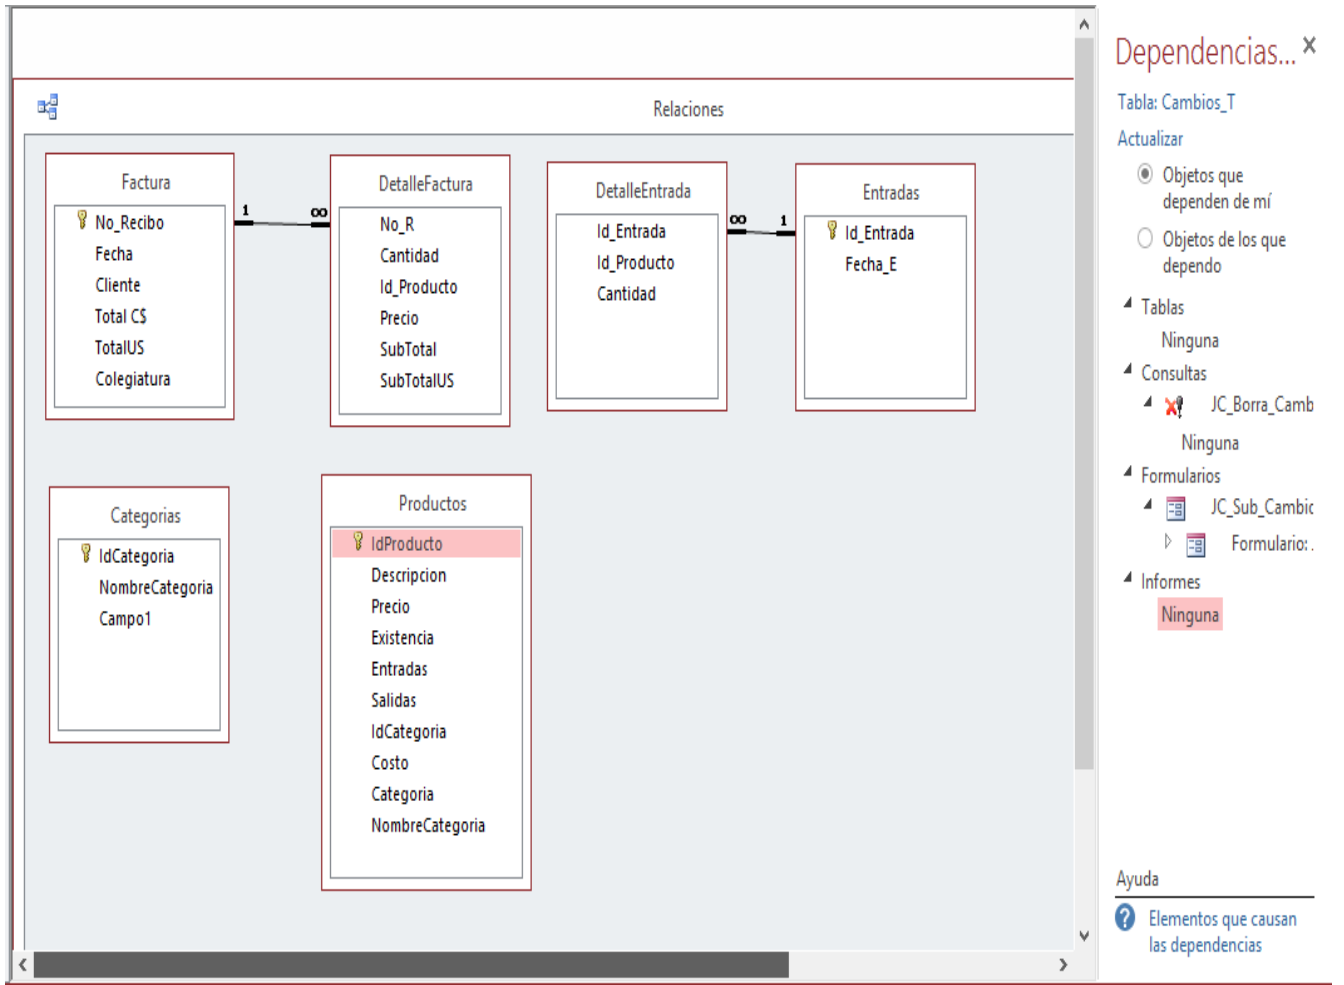 Relaciones
Factura
No_Recibo
Fecha
Cliente
Total C$
TotalUS
Colegiatura
1
∞
DetalleFactura
No_R
Cantidad
Id_Producto
Precio
SubTotal
SubTotalUS
DetalleEntrada
Id_Entrada
Id_Producto
Cantidad
∞
1
Entradas
Id_Entrada
Fecha_E
Categorias
IdCategoria
NombreCategoria
Campo1
Productos
IdProducto
Descripcion
Precio
Existencia
Entradas
Salidas
IdCategoria
Costo
Categoria
NombreCategoria
Dependencias...
Tabla: Cambios_T
Actualizar
Objetos que
dependen de mí
Objetos de los que
dependo
Tablas
Ninguna
Consultas
JC_Borra_Camb
Ninguna
Formularios
JC_Sub_Cambic
Formulario: .
Informes
Ninguna
Ayuda
Elementos que causan
las dependencias